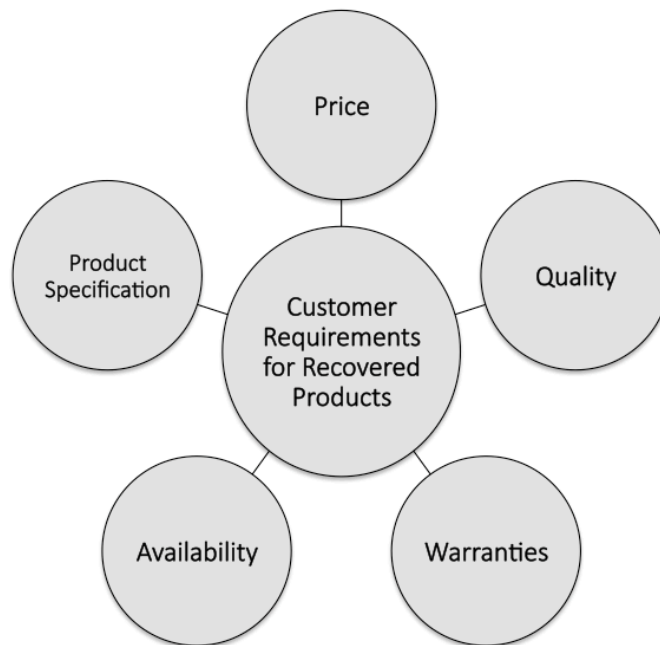 Price
Quality
Product
Specification
Customer
Requirements
for Recovered
Products
Availability
Warranties